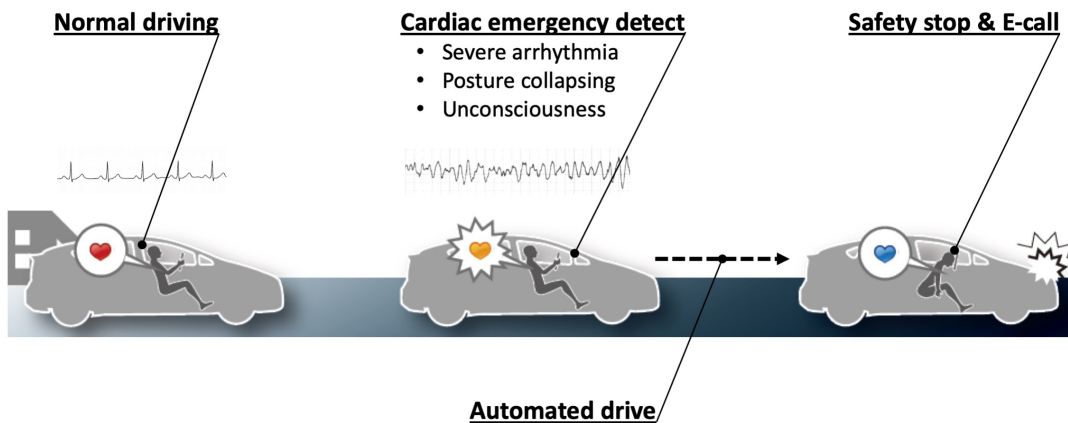 Normal driving
Cardiac emergency detect
• Severe arrhythmia
• Posture collapsing
• Unconsciousness
Safety stop & E-call
Automated drive